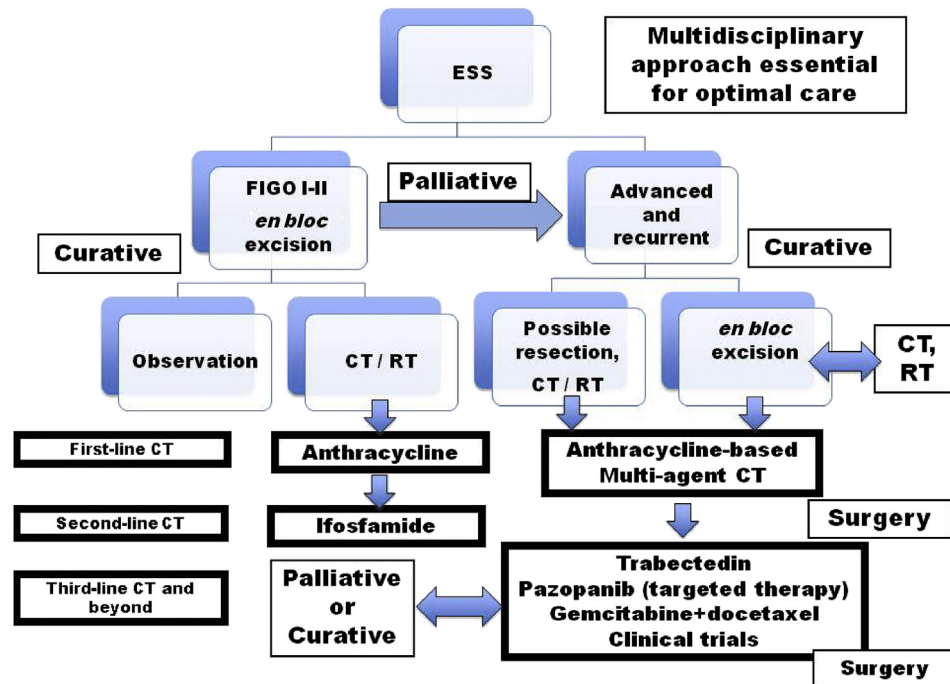 ESS
Multidisciplinary
approach essential
for optimal care
FIGO I-II
en bloc
excision
Palliative
Advanced
and
recurrent
Curative
Curative
Observation
CT / RT
Possible
resection,
CT / RT
en bloc
excision
CT,
RT
First-line CT
Anthracycline
Anthracycline-based
Multi-agent CT
Second-line CT
Ifosfamide
Surgery
Third-line CT and
beyond
Palliative
or
Curative
Trabectedin
Pazopanib (targeted therapy)
Gemcitabine+docetaxel
Clinical trials
Surgery